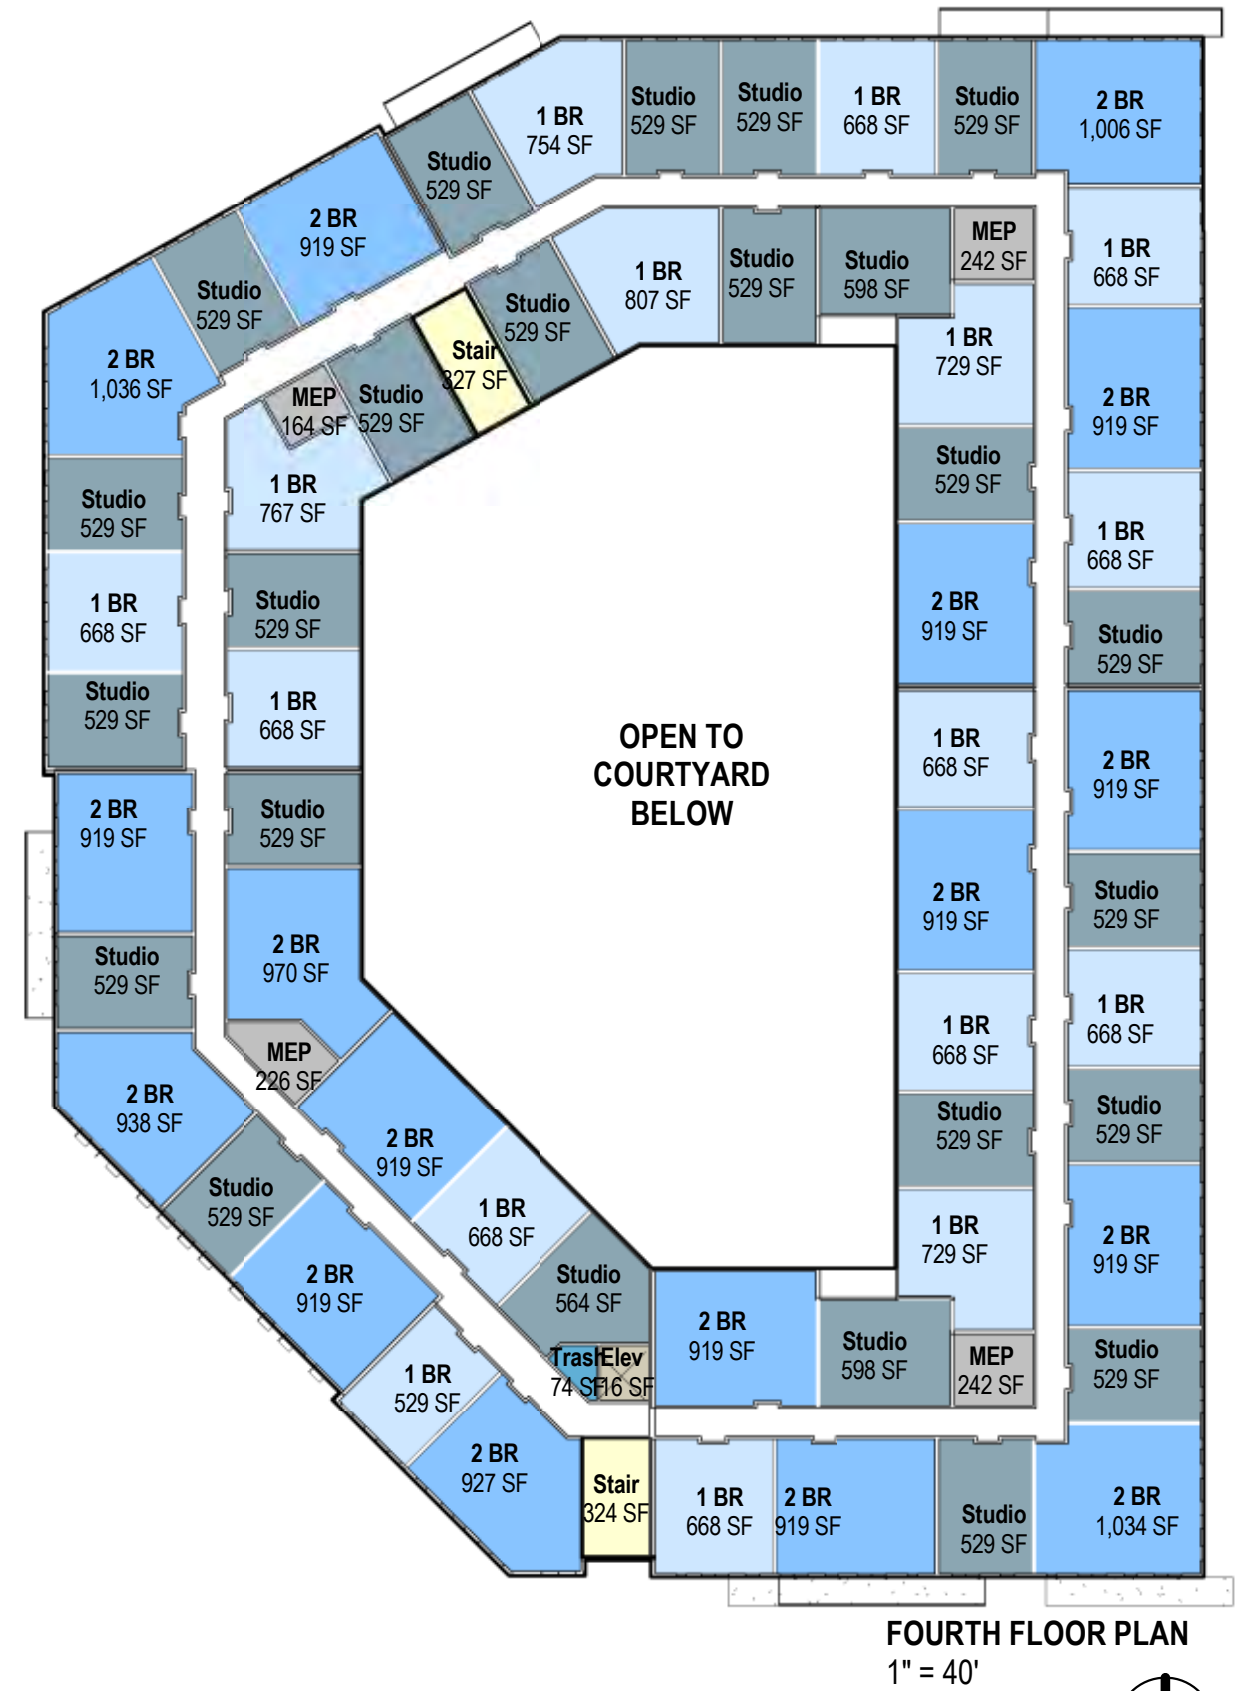 1 BR
754 SF
Studio
529 SF
Studio
529 SF
1 BR
668 SF
Studio
529 SF
2 BR
1,006 SF
Studio
529 SF
2 BR
919 SF
Studio
529 SF
2 BR
1,036 SF
1 BR
807 SF
Studio
529 SF
Studio
598 SF
MEP
242 SF
1 BR
668 SF
Studio
529 SF
Stair
327 SF
Studio
529 SF
MEP
164 SF
1 BR
767 SF
1 BR
729 SF
2 BR
919 SF
Studio
529 SF
Studio
529 SF
1 BR
668 SF
1 BR
668 SF
Studio
529 SF
2 BR
919 SF
Studio
529 SF
Studio
529 SF
1 BR
668 SF
OPEN TO
COURTYARD
BELOW
1 BR
668 SF
2 BR
919 SF
2 BR
919 SF
Studio
529 SF
2 BR
919 SF
Studio
529 SF
Studio
529 SF
2 BR
970 SF
1 BR
668 SF
1 BR
668 SF
MEP
226 SF
2 BR
938 SF
2 BR
919 SF
Studio
529 SF
Studio
529 SF
Studio
529 SF
1 BR
668 SF
1 BR
729 SF
2 BR
919 SF
2 BR
919 SF
Studio
564 SF
2 BR
919 SF
Studio
598 SF
MEP
242 SF
Studio
529 SF
Trash
74 SF
Elev
116 SF
1 BR
529 SF
2 BR
927 SF
Stair
324 SF
1 BR
668 SF
2 BR
919 SF
Studio
529 SF
2 BR
1,034 SF
FOURTH FLOOR PLAN
1" = 40'